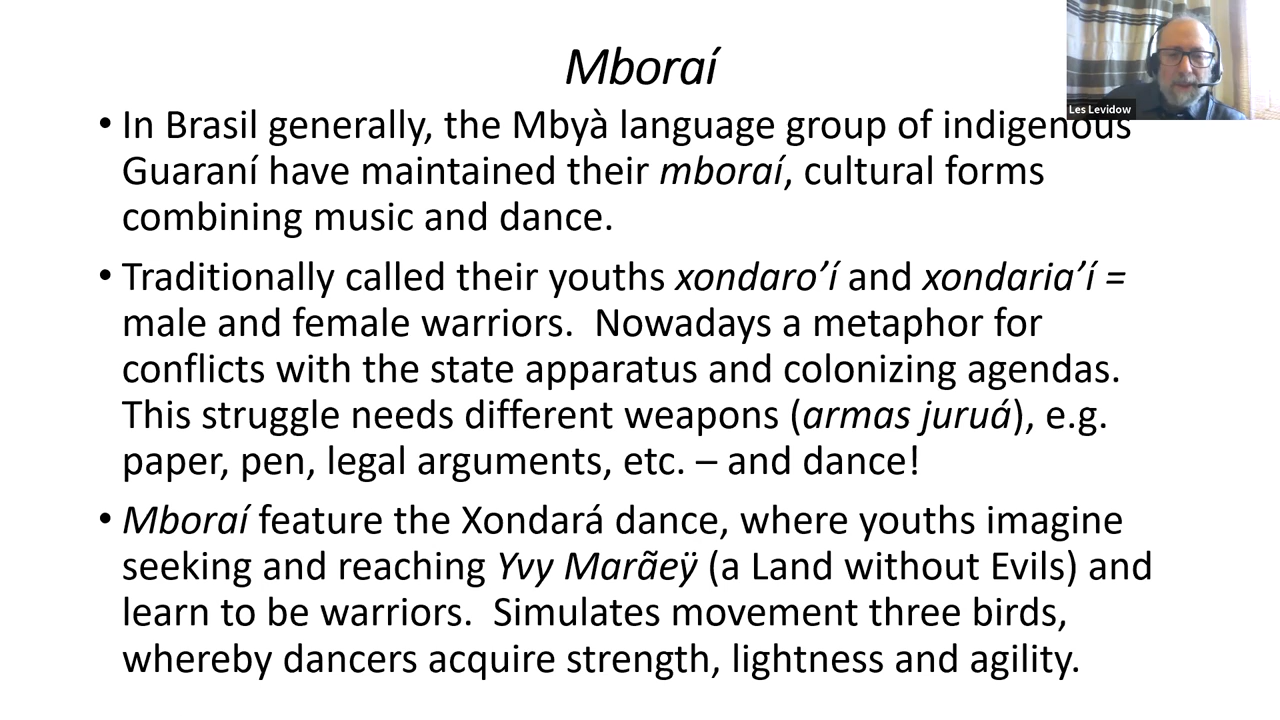 Mboraí
Les Levidow
• In Brasil generally, the Mbyà language group of indigenous
Guaraní have maintained their mboraí, cultural forms
combining music and dance.
• Traditionally called their youths xondaro’í and xondaria’í =
male and female warriors.  Nowadays a metaphor for
conflicts with the state apparatus and colonizing agendas.
This struggle needs different weapons (armas juruá), e.g.
paper, pen, legal arguments, etc. – and dance!
• Mboraí feature the Xondará dance, where youths imagine
seeking and reaching Yvy Marãeÿ (a Land without Evils) and
learn to be warriors.  Simulates movement three birds,
whereby dancers acquire strength, lightness and agility.